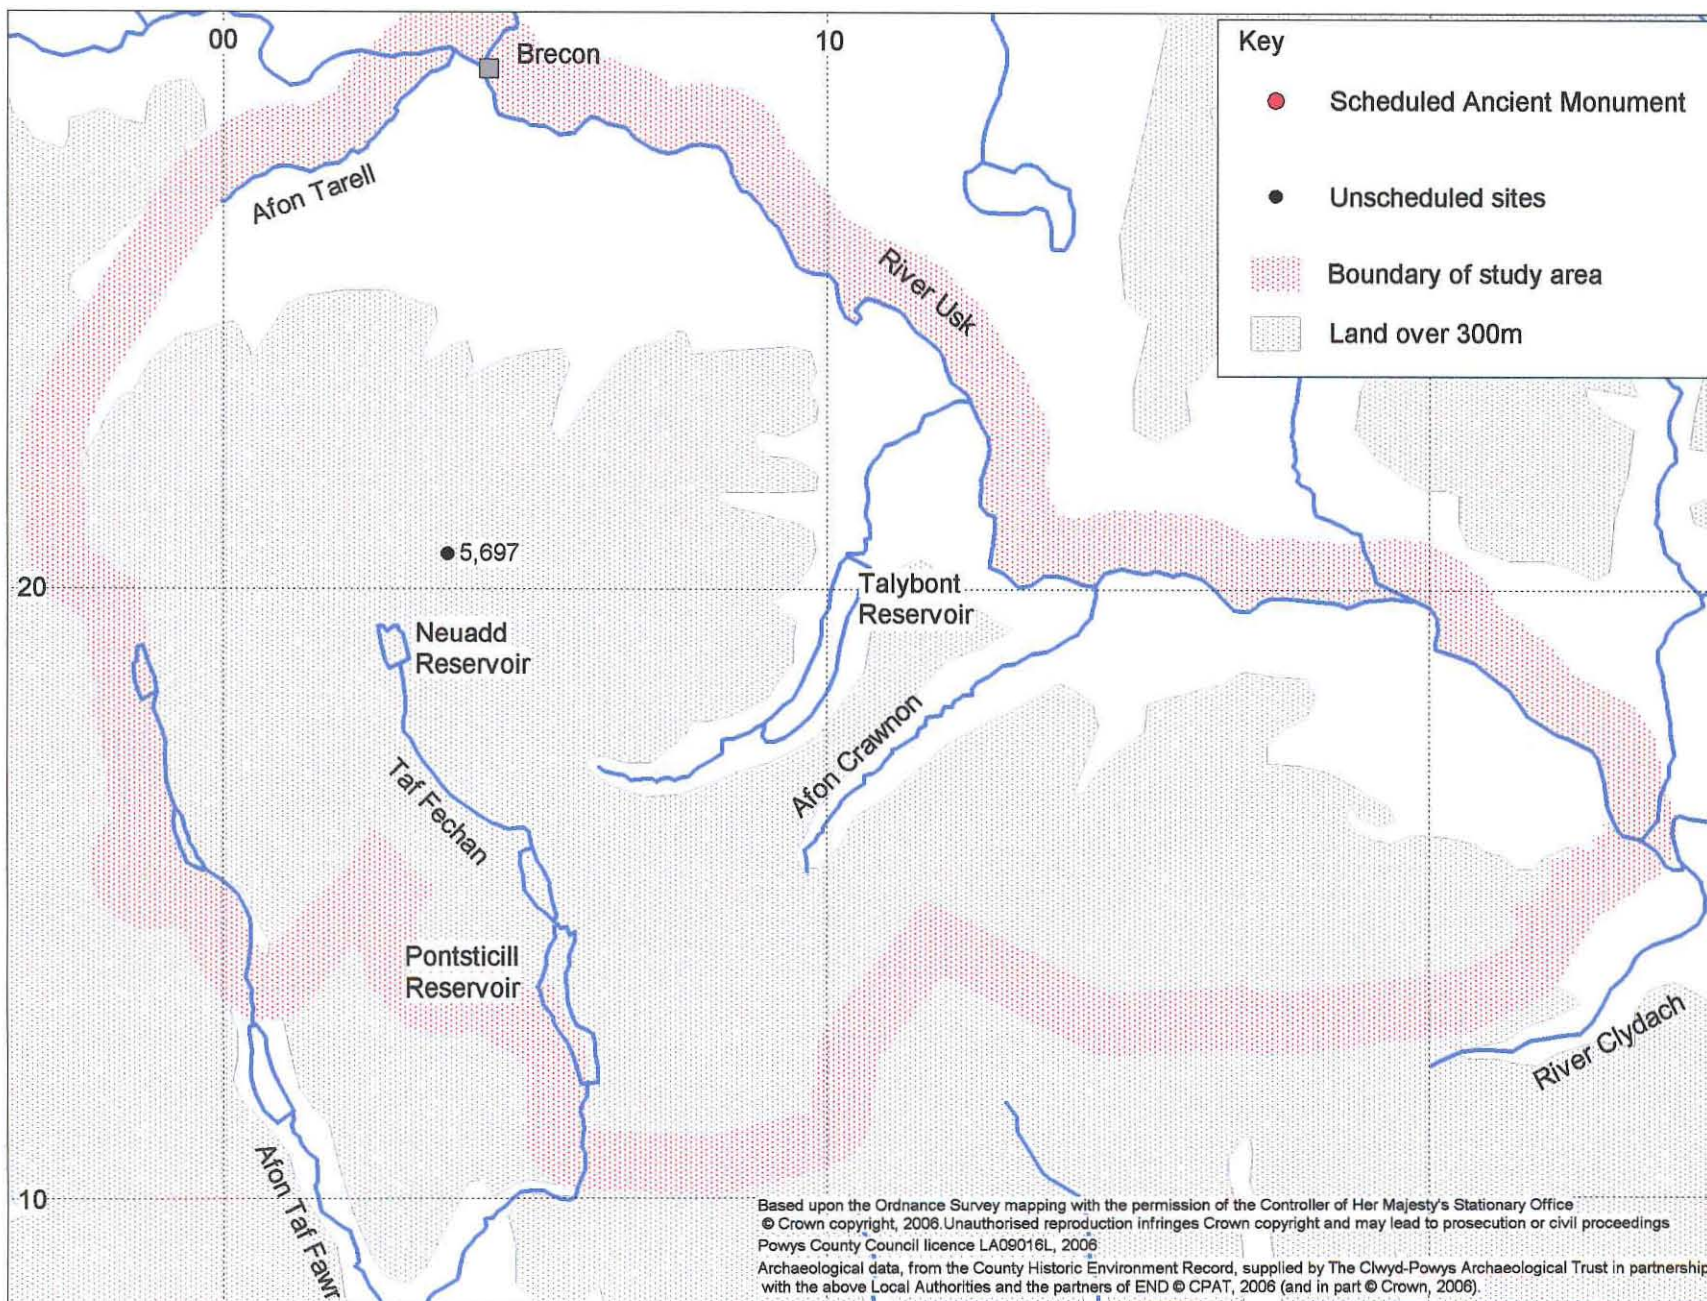 00
10
Brecon
Key
Scheduled Ancient Monument
Unscheduled sites
Boundary of study area
Land over 300m
Afon Tarell
River Usk
5,697
20
Talybont
Reservoir
Neuadd
Reservoir
Afon Crawnon
Taf Fechan
Pontsticill
Reservoir
River Clydach
Afon Taf Fawr
10
Based upon the Ordnance Survey mapping with the permission of the Controller of Her Majesty's Stationary Office
© Crown copyright, 2006.Unauthorised reproduction infringes Crown copyright and may lead to prosecution or civil proceedings
Powys County Council licence LA09016L, 2006
Archaeological data, from the County Historic Environment Record, supplied by The Clwyd-Powys Archaeological Trust in partnership
with the above Local Authorities and the partners of END © CPAT, 2006 (and in part © Crown, 2006).